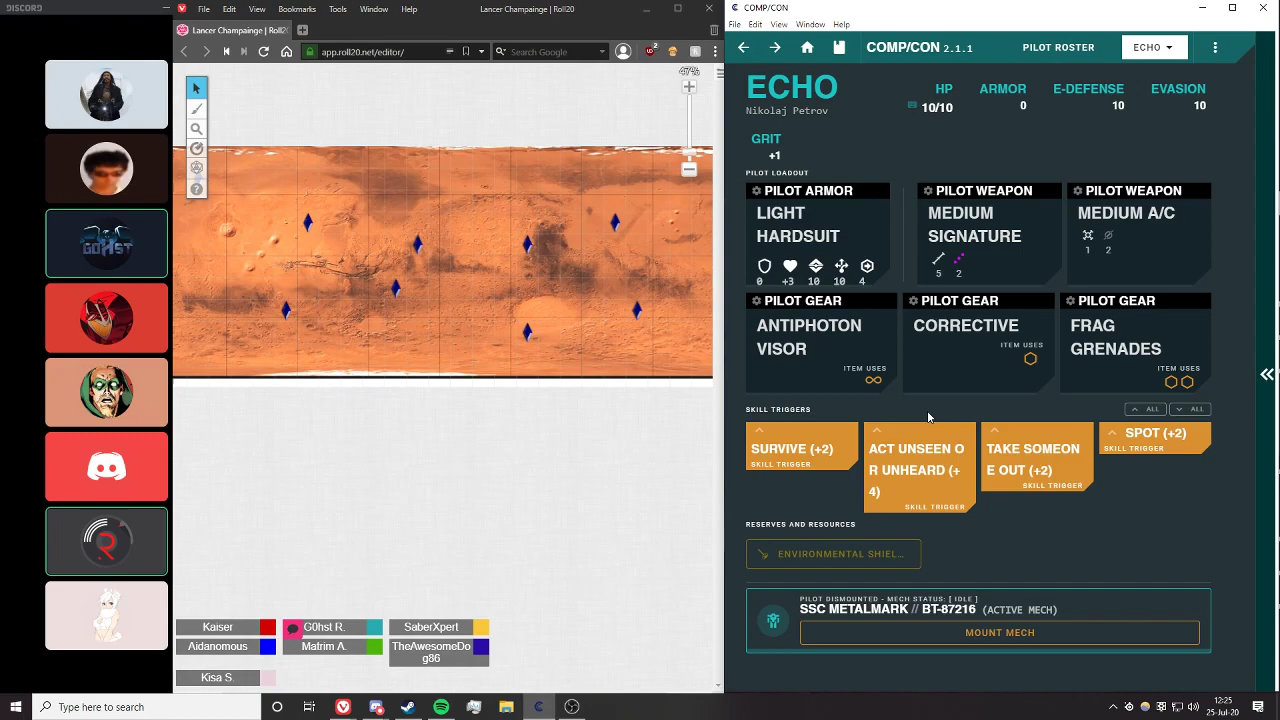 DISCORD
File Edit View Window Help Lancer Champainge | Roll20
Lancer Champainge | Roll2(
app.roll20.net/editor/
Search Google
47%
Kaiser
G0hst R.
SaberXpert
Aidanomous
Matrim A.
TheAwesomeDo
g86
Kisa S.
COMP/CON
File Edit View Window Help
COMP/CON 2.1.1
PILOT ROSTER
ECHO
ECHO
Nikolaj Petrov
HP
10/10
ARMOR
0
E-DEFENSE
10
EVASION
10
GRIT
+1
PILOT LOADOUT
PILOT ARMOR
LIGHT
HARDSUIT
0 +3 10 10 4
PILOT WEAPON
MEDIUM
SIGNATURE
5 2
PILOT WEAPON
MEDIUM A/C
1 2
PILOT GEAR
ANTIPHOTON
VISOR
ITEM USES
∞
PILOT GEAR
CORRECTIVE
ITEM USES
PILOT GEAR
FRAG
GRENADES
ITEM USES
SKILL TRIGGERS
ALL ALL
SURVIVE (+2)
SKILL TRIGGER
ACT UNSEEN O
R UNHEARD (+
4)
SKILL TRIGGER
TAKE SOMEON
E OUT (+2)
SKILL TRIGGER
SPOT (+2)
SKILL TRIGGER
RESERVES AND RESOURCES
ENVIRONMENTAL SHIEL...
PILOT DISMOUNTED - MECH STATUS: [ IDLE ]
SSC METALMARK // BT-87216 (ACTIVE MECH)
MOUNT MECH
Type here to search
12:25
25-Jul-20